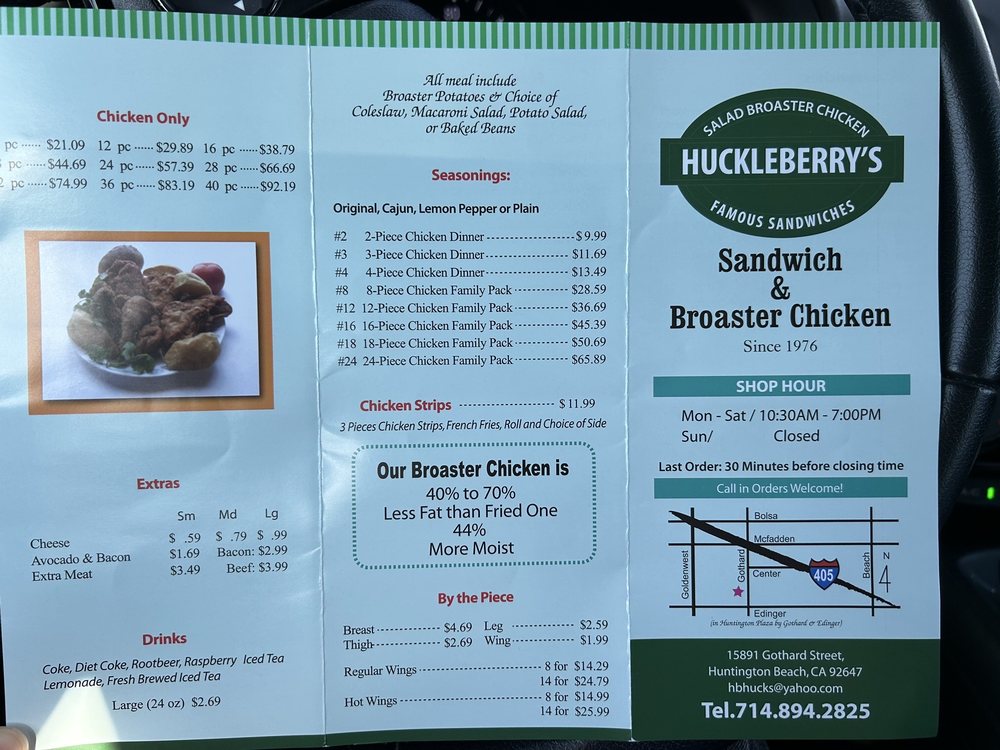 Chicken Only
pc ...... $21.09 12 pc ...... $29.89 16 pc ...... $38.79
pc ...... $44.69 24 pc ...... $57.39 28 pc ...... $66.69
2 pc ...... $74.99 36 pc ...... $83.19 40 pc ...... $92.19
Extras
Sm Md Lg
Cheese $ .59 $ .79 $ .99
Avocado & Bacon $1.69 Bacon: $2.99
Extra Meat $3.49 Beef: $3.99
Drinks
Coke, Diet Coke, Rootbeer, Raspberry Iced Tea
Lemonade, Fresh Brewed Iced Tea
Large (24 oz) $2.69
All meal include
Broaster Potatoes & Choice of
Coleslaw, Macaroni Salad, Potato Salad,
or Baked Beans
Seasonings:
Original, Cajun, Lemon Pepper or Plain
#2 2-Piece Chicken Dinner ---------------- $ 9.99
#3 3-Piece Chicken Dinner ---------------- $11.69
#4 4-Piece Chicken Dinner ---------------- $13.49
#8 8-Piece Chicken Family Pack ----------- $28.59
#12 12-Piece Chicken Family Pack ----------- $36.69
#16 16-Piece Chicken Family Pack ----------- $45.39
#18 18-Piece Chicken Family Pack ----------- $50.69
#24 24-Piece Chicken Family Pack ----------- $65.89
Chicken Strips ------------------- $ 11.99
3 Pieces Chicken Strips, French Fries, Roll and Choice of Side
Our Broaster Chicken is
40% to 70%
Less Fat than Fried One
44%
More Moist
By the Piece
Breast ------------- $4.69 Leg ------------- $2.59
Thigh ------------- $2.69 Wing ------------- $1.99
Regular Wings ------------------------ 8 for $14.29
14 for $24.79
Hot Wings ---------------------------- 8 for $14.99
14 for $25.99
SALAD BROASTER CHICKEN
HUCKLEBERRY'S
FAMOUS SANDWICHES
Sandwich
&
Broaster Chicken
Since 1976
SHOP HOUR
Mon - Sat / 10:30AM - 7:00PM
Sun/ Closed
Last Order: 30 Minutes before closing time
Call in Orders Welcome!
Bolsa
Mcfadden
Goldenwest
Gothard
Center
405
Beach
N
Edinger
(in Huntington Plaza by Gothard & Edinger)
15891 Gothard Street,
Huntington Beach, CA 92647
hbhucks@yahoo.com
Tel.714.894.2825